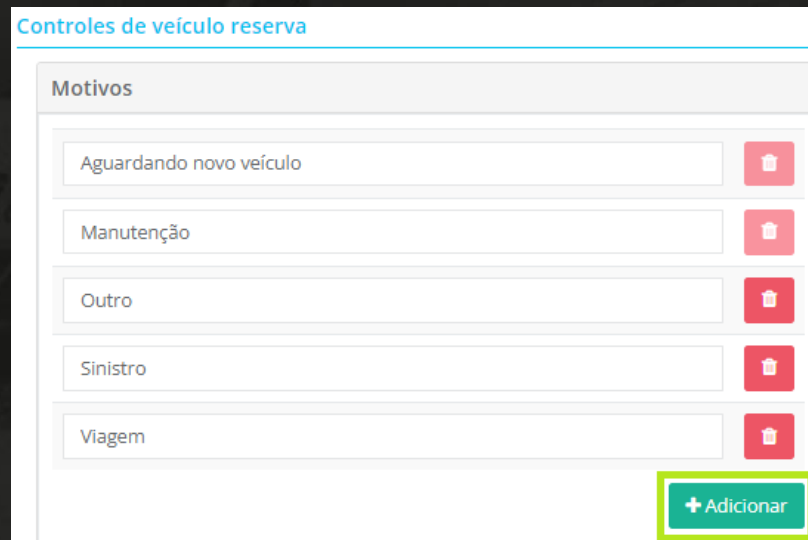 Controles de veículo reserva
Motivos
Aguardando novo veículo
Manutenção
Outro
Sinistro
Viagem
Adicionar